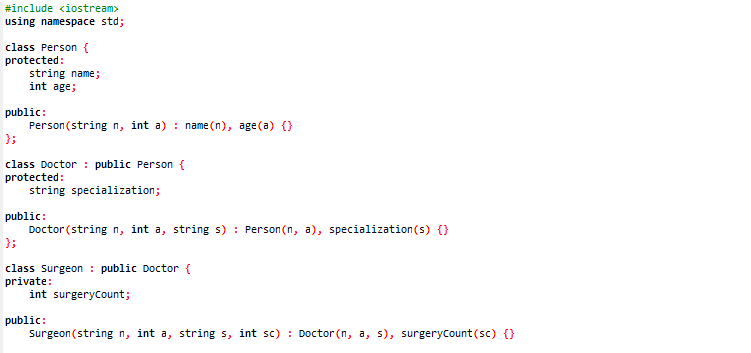 #include <iostream>
using namespace std;
class Person {
protected:
string name;
int age;
public:
Person(string n, int a) : name(n), age(a) {}
};
class Doctor : public Person {
protected:
string specialization;
public:
Doctor(string n, int a, string s) : Person(n, a), specialization(s) {}
};
class Surgeon : public Doctor {
private:
int surgeryCount;
public:
Surgeon(string n, int a, string s, int sc) : Doctor(n, a, s), surgeryCount(sc) {}